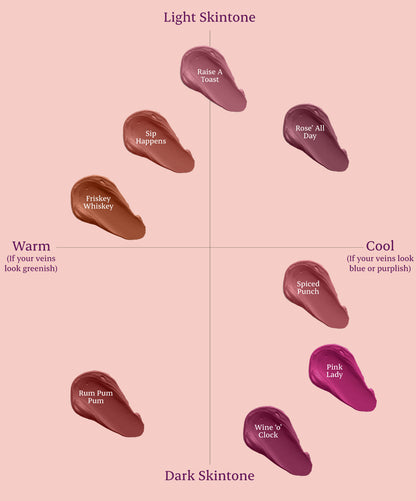 Light Skintone
Raise A
Toast
Rose' All
Day
Sip
Happens
Friskey
Whiskey
Warm
(If your veins
look greenish)
Cool
(If your veins look
blue or purplish)
Spiced
Punch
Pink
Lady
Rum Pum
Pum
Wine 'o'
Clock
Dark Skintone